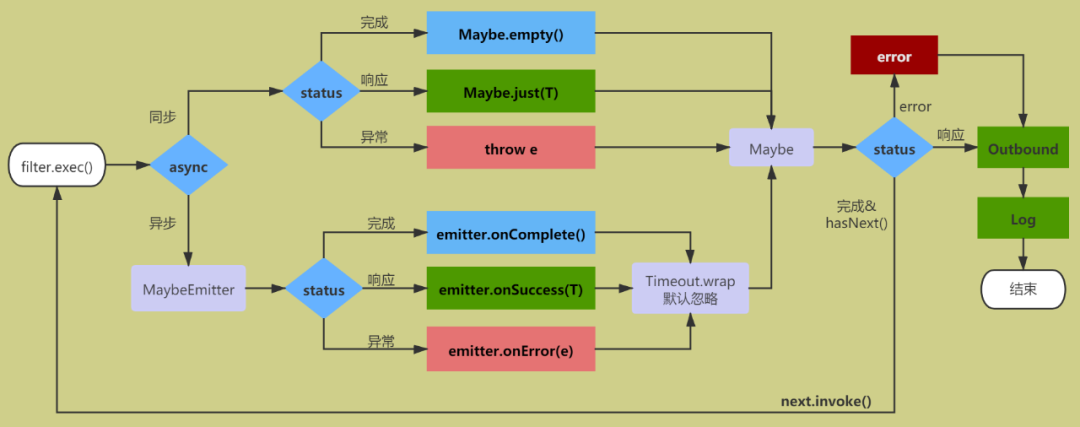 filter.exec()
async
同步
异步
status
完成
响应
异常
Maybe.empty()
Maybe.just(T)
throw e
MaybeEmitter
status
完成
响应
异常
emitter.onComplete()
emitter.onSuccess(T)
emitter.onError(e)
Timeout.wrap
默认忽略
Maybe
status
error
error
响应
完成&
hasNext()
next.invoke()
Outbound
Log
结束